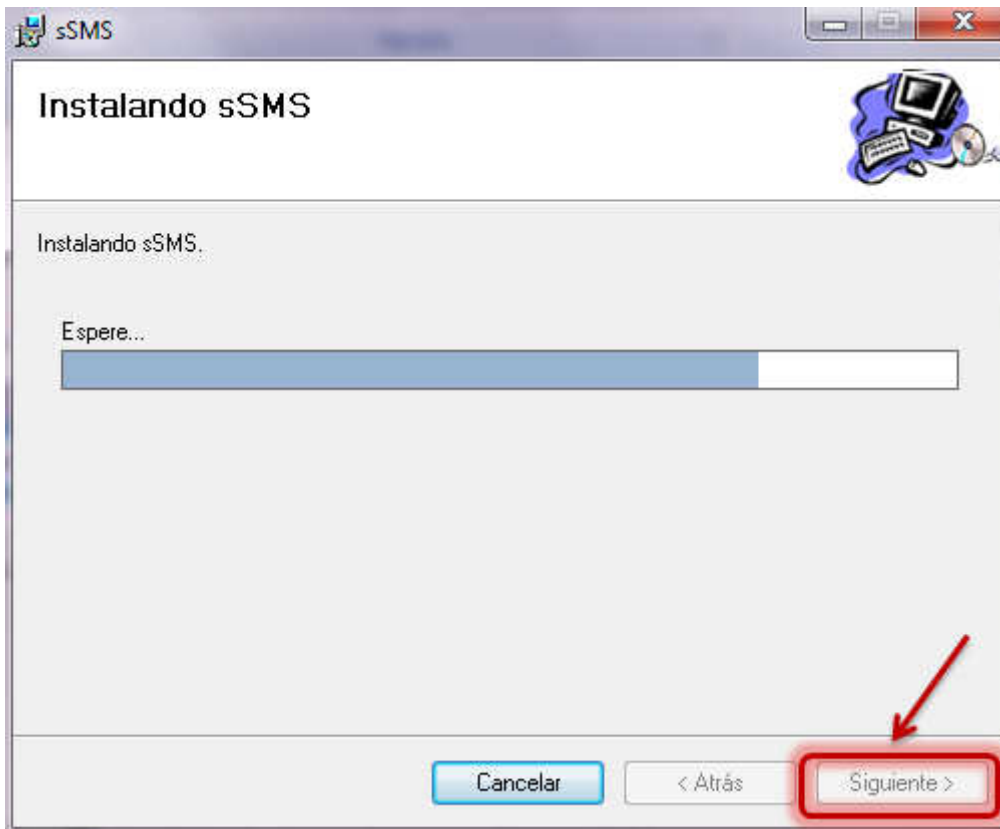 sSMS
Instalando sSMS
Instalando sSMS.
Espere...
Cancelar
< Atrás
Siguiente >